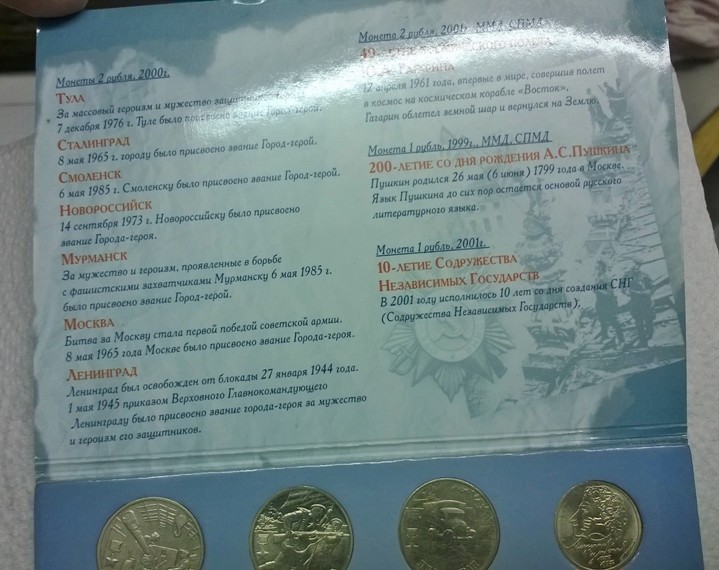 Монеты 2 рубля, 2000г.
ТУЛА
За массовый героизм и мужество
7 декабря 1976 г. Туле было присвоено звание Город-герой.
СТАЛИНГРАД
8 мая 1965 г. городу было присвоено звание Город-герой.
СМОЛЕНСК
6 мая 1985 г. Смоленску было присвоено звание Город-герой.
НОВОРОССИЙСК
14 сентября 1973 г. Новороссийску было присвоено
звание Города-героя.
МУРМАНСК
За мужество и героизм, проявленные в борьбе
с фашистскими захватчиками Мурманску 6 мая 1985 г.
было присвоено звание Город-герой.
МОСКВА
Битва за Москву стала первой победой советской армии.
8 мая 1965 года Москве было присвоено звание Города-героя.
ЛЕНИНГРАД
Ленинград был освобожден от блокады 27 января 1944 года.
1 мая 1945 приказом Верховного Главнокомандующего
Ленинграду было присвоено звание города-героя за мужество
и героизм его защитников.
Монета 2 рубля, 2001г., ММД, СПМД
12 апреля 1961 года, впервые в мире, совершив полет
в космос на космическом корабле «Восток»,
Гагарин облетел земной шар и вернулся на Землю.
Монета 1 рубль, 1999г., ММД, СПМД
200-ЛЕТИЕ СО ДНЯ РОЖДЕНИЯ А.С.ПУШКИНА
Пушкин родился 26 мая (6 июня) 1799 года в Москве.
Язык Пушкина до сих пор остается основой русского
литературного языка.
Монета 1 рубль, 2001г.
10-ЛЕТИЕ СОДРУЖЕСТВА
НЕЗАВИСИМЫХ ГОСУДАРСТВ
В 2001 году исполнилось 10 лет со дня создания СНГ
(Содружества Независимых Государств).